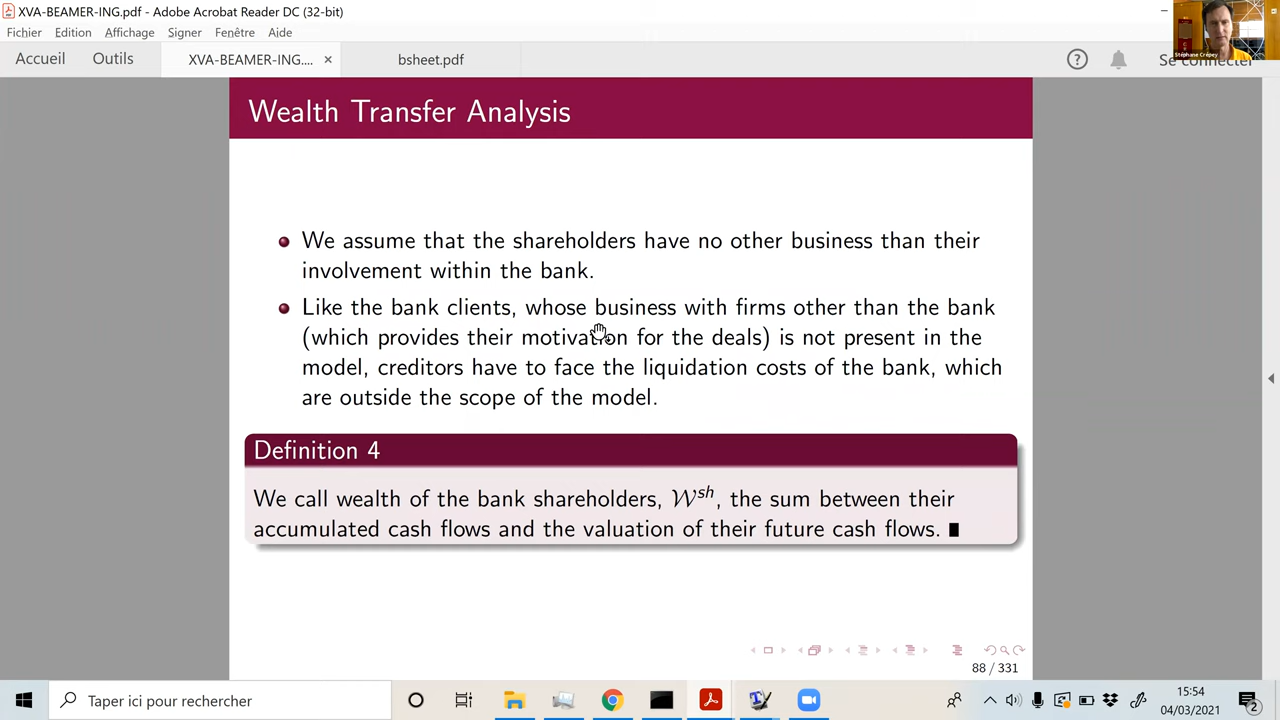 XVA-BEAMER-ING.pdf - Adobe Acrobat Reader DC (32-bit)
Fichier Edition Affichage Signer Fenêtre Aide
Accueil Outils XVA-BEAMER-ING.... × bsheet.pdf Se connecter
Stéphane Crépey
Wealth Transfer Analysis
We assume that the shareholders have no other business than their
involvement within the bank.
Like the bank clients, whose business with firms other than the bank
(which provides their motivation for the deals) is not present in the
model, creditors have to face the liquidation costs of the bank, which
are outside the scope of the model.
Definition 4
We call wealth of the bank shareholders, 𝒲^sh, the sum between their
accumulated cash flows and the valuation of their future cash flows. ■
88 / 331
Taper ici pour rechercher
15:54
04/03/2021
2